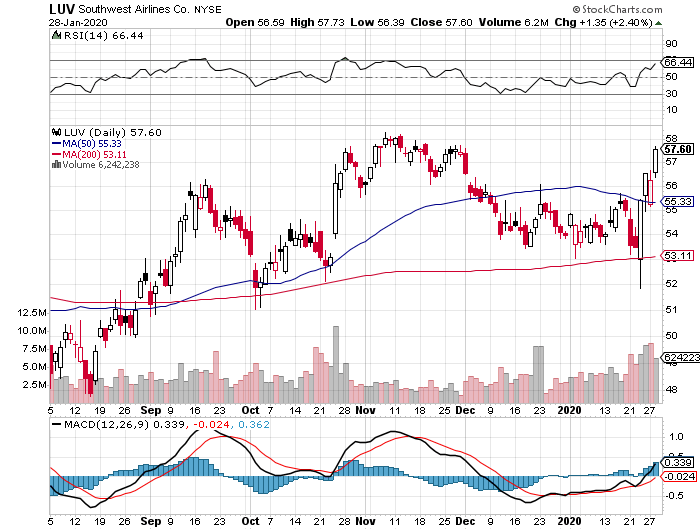 LUV Southwest Airlines Co. NYSE © StockCharts.com
28-Jan-2020 Open 56.59 High 57.73 Low 56.39 Close 57.60 Volume 6.2M Chg +1.35 (+2.40%)
RSI(14) 66.44
90
70
66.44
50
30
10
LUV (Daily) 57.60
MA(50) 55.33
MA(200) 53.11
Volume 6,242,238
58
57.60
57
56
55.33
54
53.11
52
51
50
49
48
12.5M
10.0M
7.5M
5.0M
2.5M
624223
5 12 19 26 Sep 9 16 23 Oct 7 14 21 28 Nov 11 18 25 Dec 9 16 23 2020 13 21 27
MACD(12,26,9) 0.339, -0.024, 0.362
1.0
0.339
-0.024
-0.5
5 12 19 26 Sep 9 16 23 Oct 7 14 21 28 Nov 11 18 25 Dec 9 16 23 2020 13 21 27